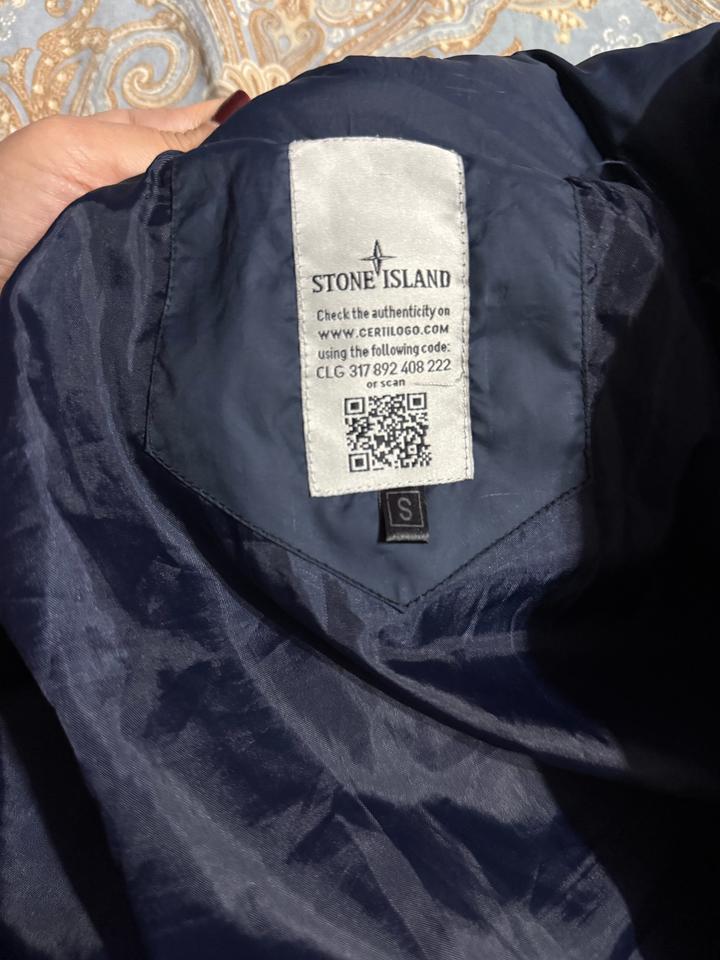 STONE ISLAND
Check the authenticity on
WWW.CERTILOGO.COM
using the following code:
CLG 317 892 408 222
or scan
S